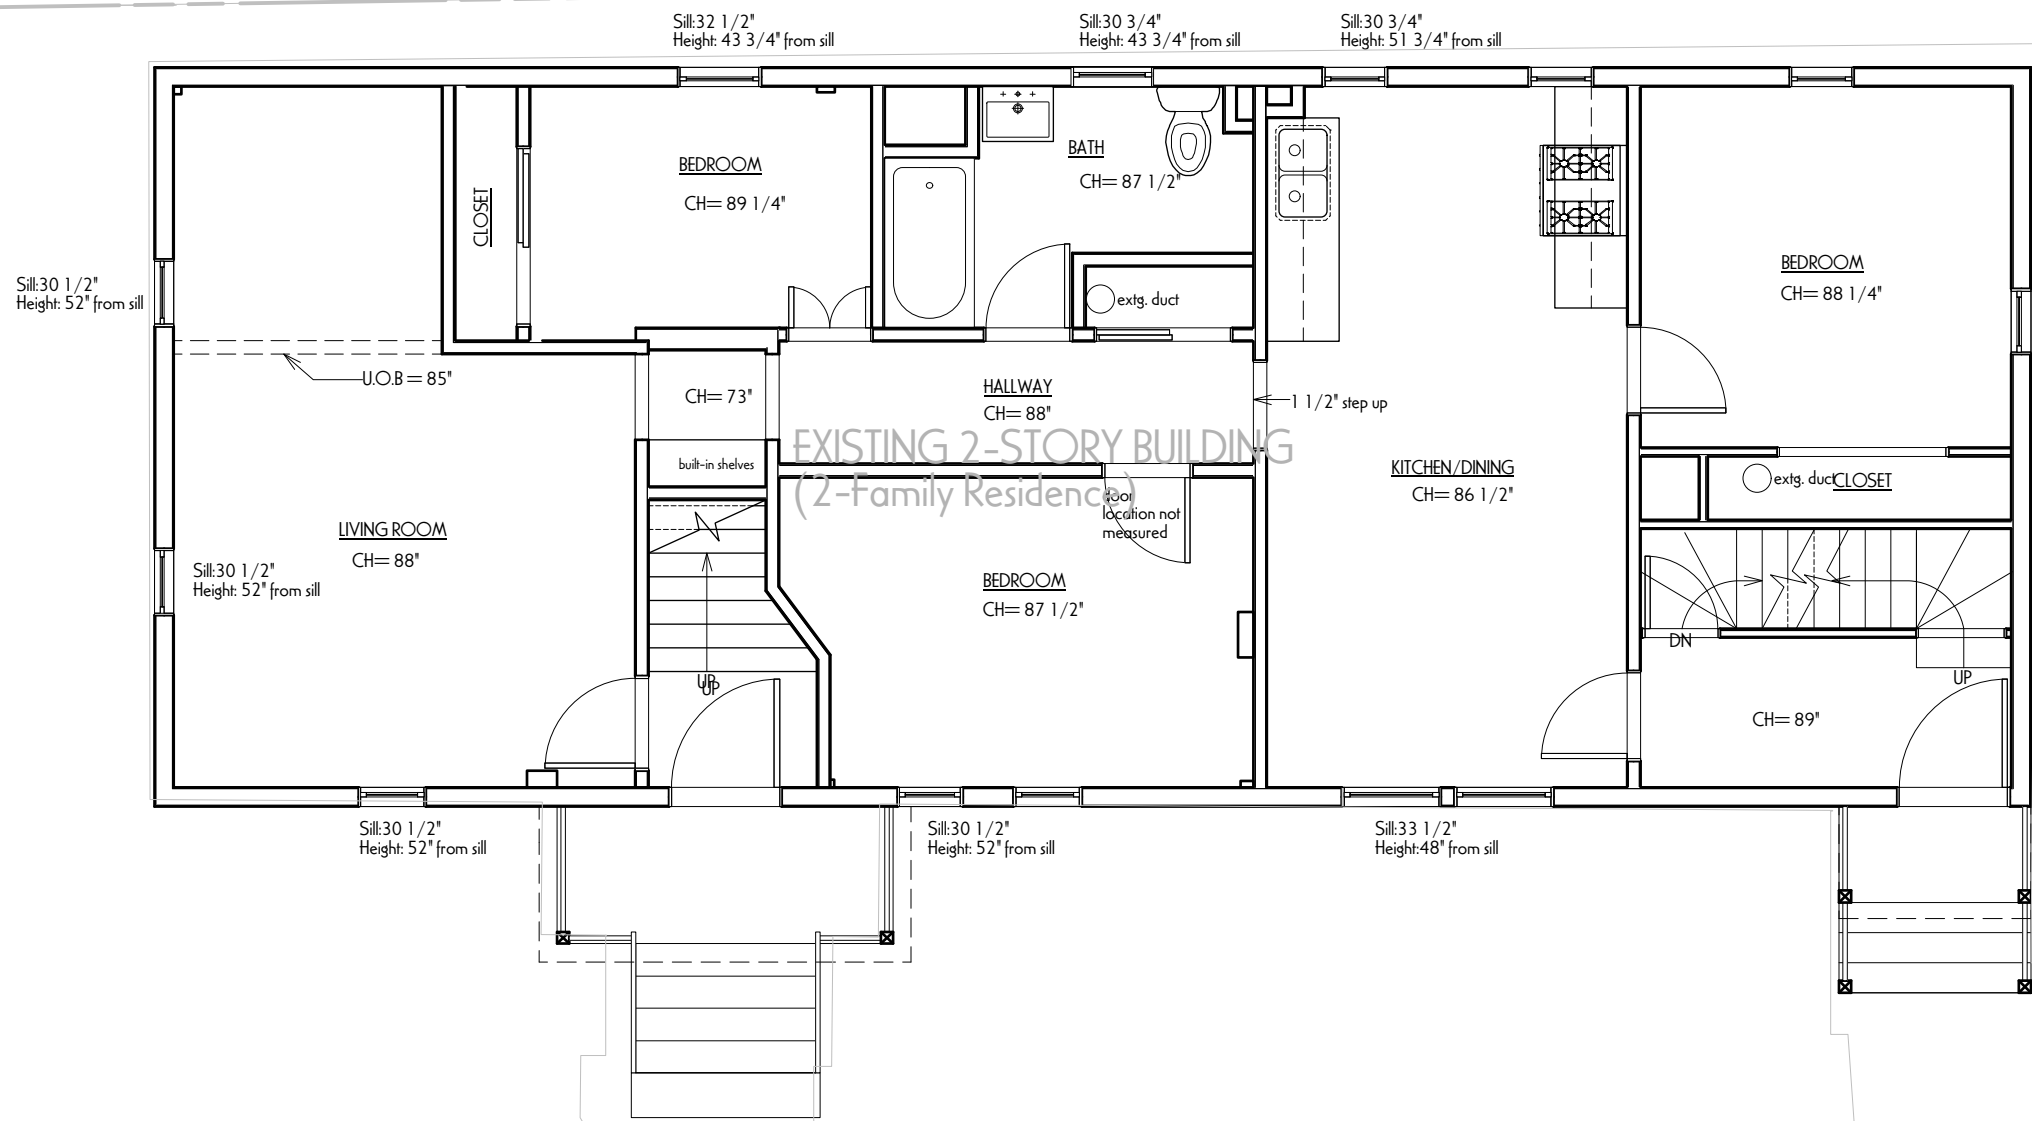 Sill:32 1/2"
Height: 43 3/4" from sill
Sill:30 3/4"
Height: 43 3/4" from sill
Sill:30 3/4"
Height: 51 3/4" from sill
BEDROOM
CH= 89 1/4"
CLOSET
BATH
CH= 87 1/2"
extg. duct
BEDROOM
CH= 88 1/4"
Sill:30 1/2"
Height: 52" from sill
U.O.B = 85"
CH= 73"
HALLWAY
CH= 88"
1 1/2" step up
EXISTING 2-STORY BUILDING
(2-Family Residence)
built-in shelves
door
location not
measured
KITCHEN/DINING
CH= 86 1/2"
extg. duct
CLOSET
LIVING ROOM
CH= 88"
Sill:30 1/2"
Height: 52" from sill
BEDROOM
CH= 87 1/2"
UP
UP
DN
UP
CH= 89"
Sill:30 1/2"
Height: 52" from sill
Sill:30 1/2"
Height: 52" from sill
Sill:33 1/2"
Height:48" from sill